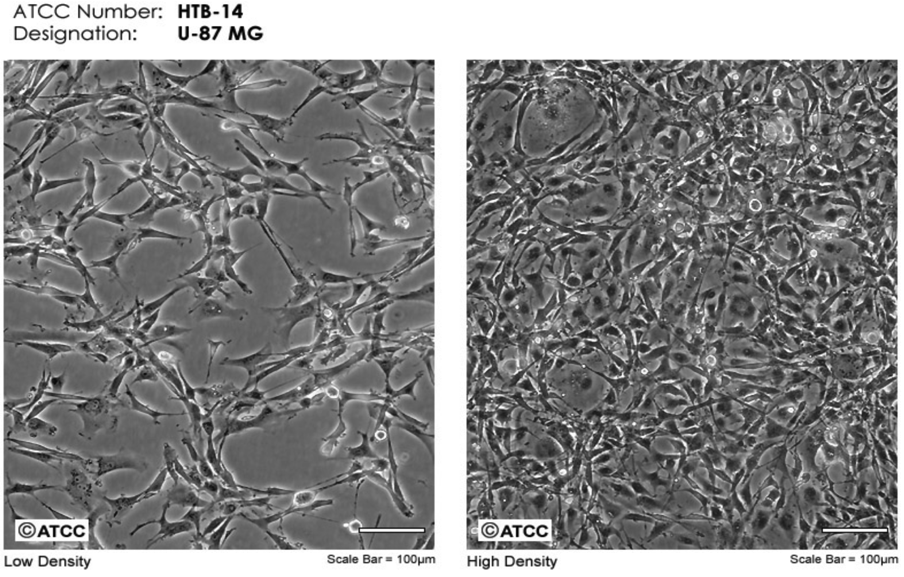 ATCC Number: HTB-14
Designation: U-87 MG
©ATCC
©ATCC
Low Density
Scale Bar = 100µm
High Density
Scale Bar = 100µm